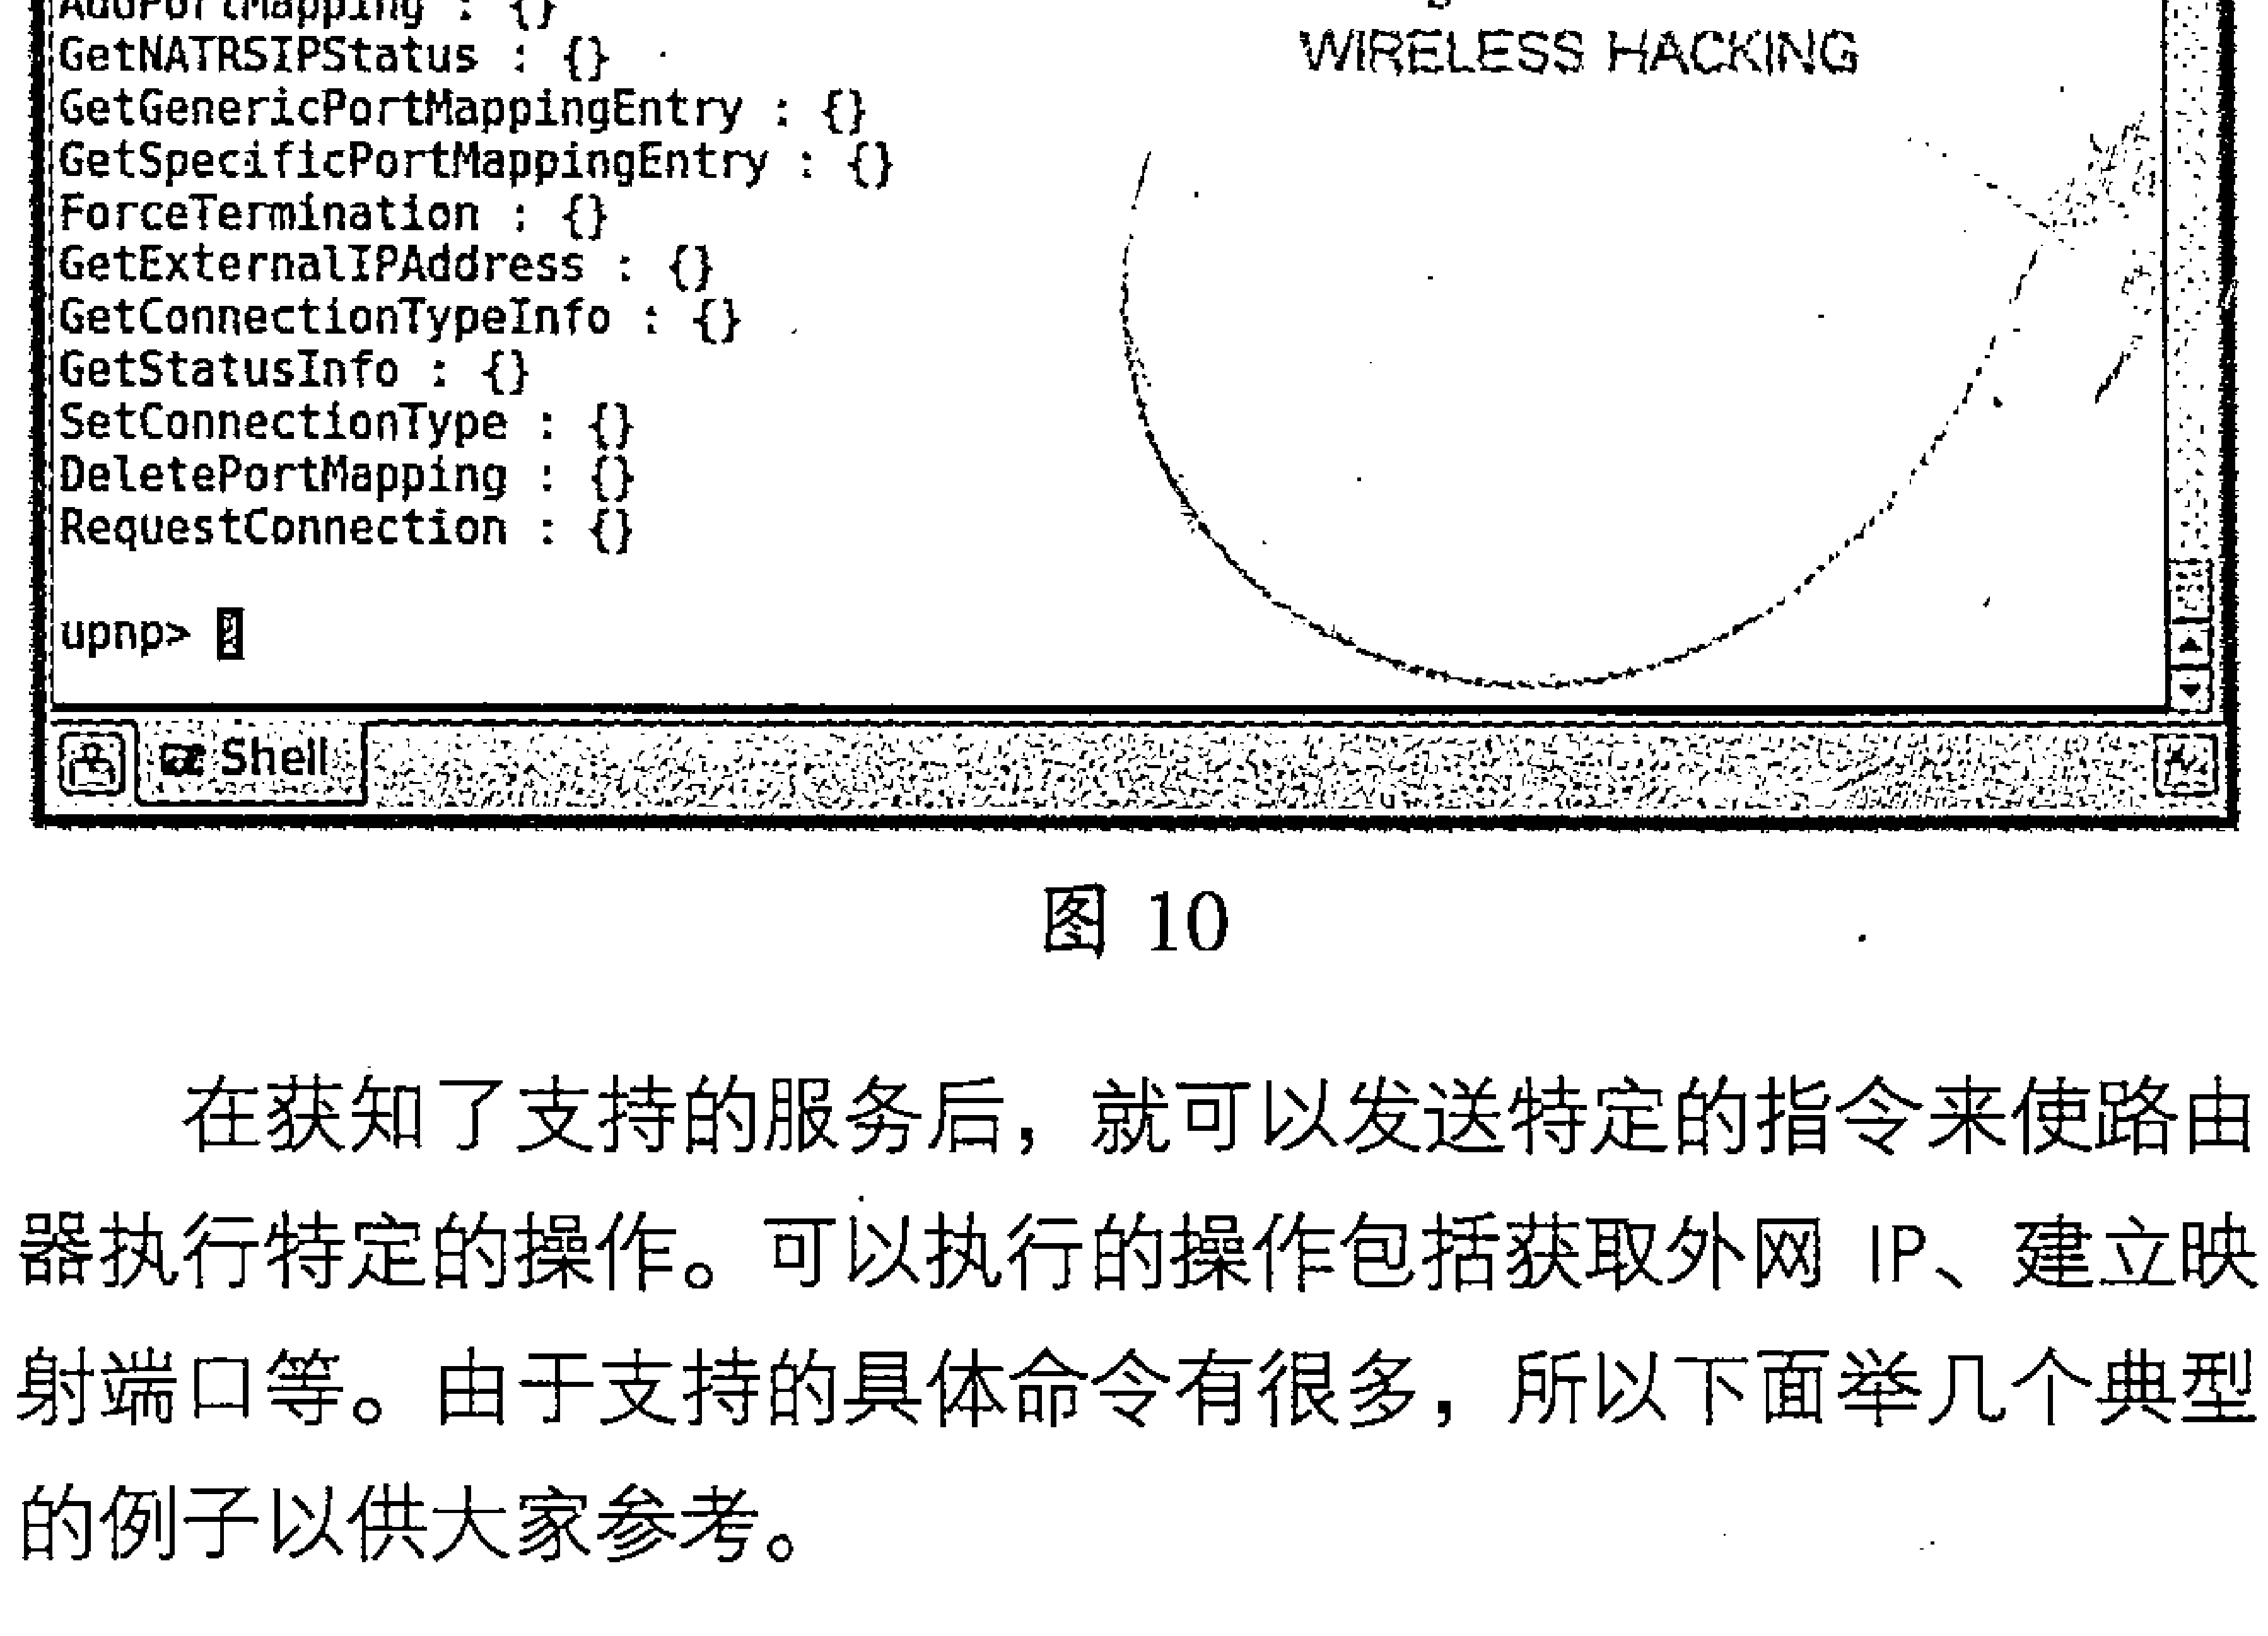 AddPortMapping : {}
GetNATRSIPStatus : {}
WIRELESS HACKING
GetGenericPortMappingEntry : {}
GetSpecificPortMappingEntry : {}
ForceTermination : {}
GetExternalIPAddress : {}
GetConnectionTypeInfo : {}
GetStatusInfo : {}
SetConnectionType : {}
DeletePortMapping : {}
RequestConnection : {}
upnp>
Shell
图 10
在获知了支持的服务后，就可以发送特定的指令来使路由
器执行特定的操作。可以执行的操作包括获取外网 IP、建立映
射端口等。由于支持的具体命令有很多，所以下面举几个典型
的例子以供大家参考。